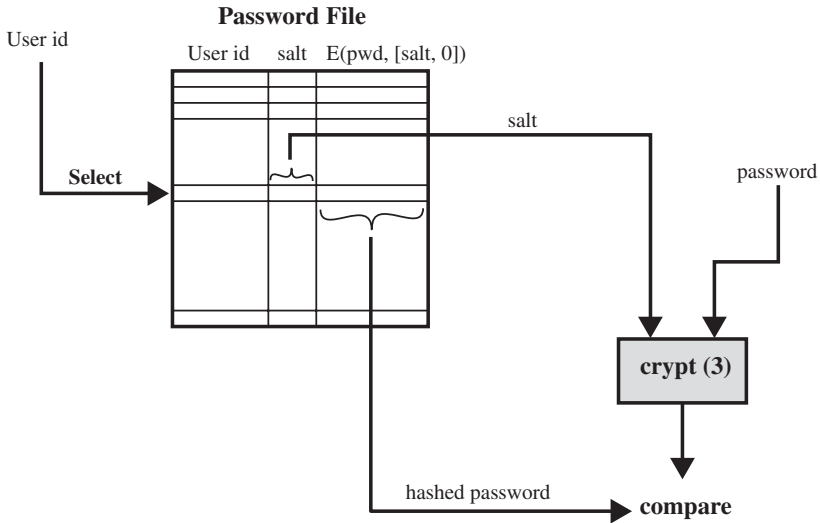 Password File
User id
User id salt E(pwd, [salt, 0])
salt
Select
password
crypt (3)
hashed password
compare